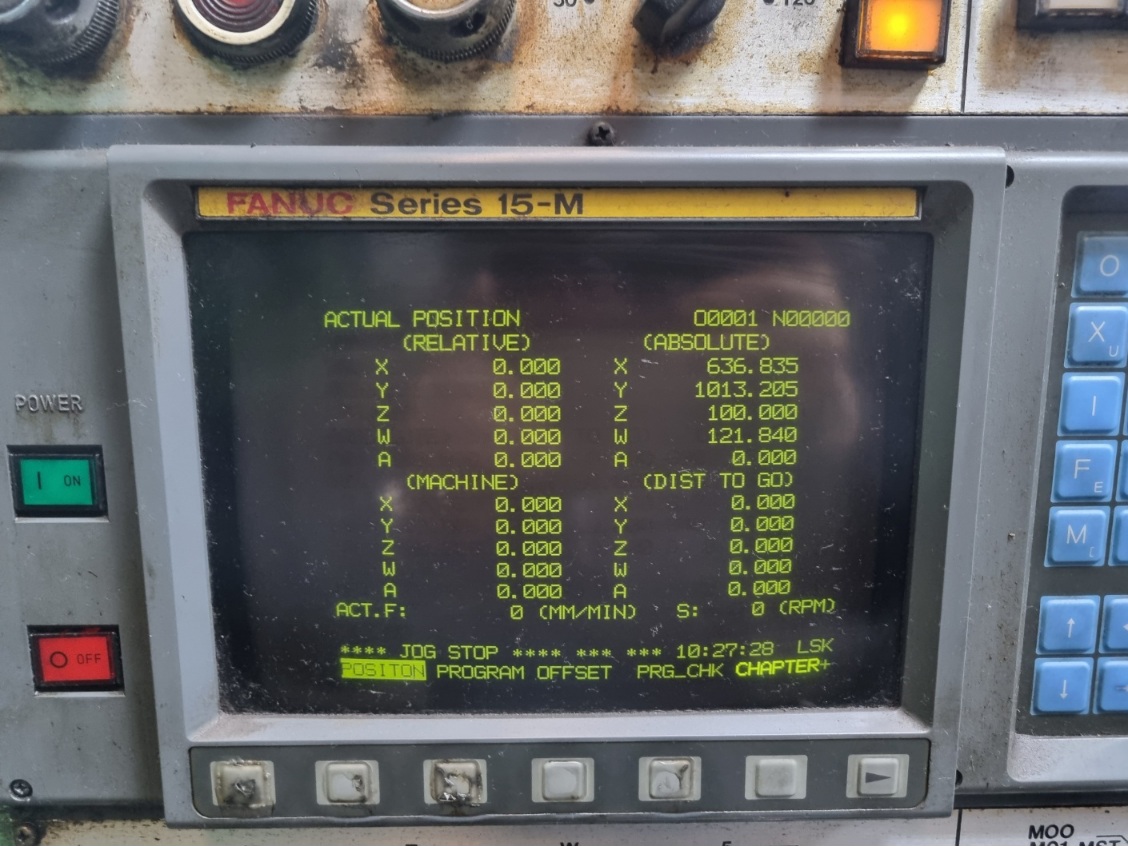 120
FANUC Series 15-M
ACTUAL POSITION O0001 N00000
(RELATIVE) (ABSOLUTE)
X 0.000 X 636.835
Y 0.000 Y 1013.205
Z 0.000 Z 100.000
W 0.000 W 121.840
A 0.000 A 0.000
(MACHINE) (DIST TO GO)
X 0.000 X 0.000
Y 0.000 Y 0.000
Z 0.000 Z 0.000
W 0.000 W 0.000
A 0.000 A 0.000
ACT.F: 0 (MM/MIN) S: 0 (RPM)
**** JOG STOP **** *** *** 10:27:28 LSK
POSITON PROGRAM OFFSET PRG_CHK CHAPTER+
POWER
I ON
O OFF
O
X U
I
F E
M
↑
↓
M00